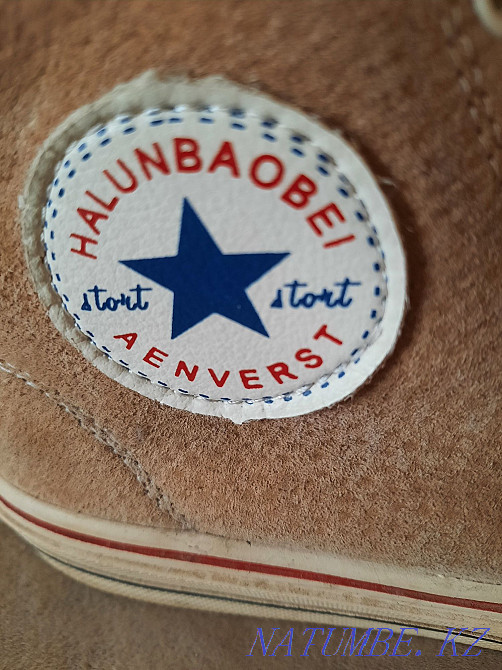 HALUNBAOBEI
stort stort
AENVERST
NATUMBE.KZ